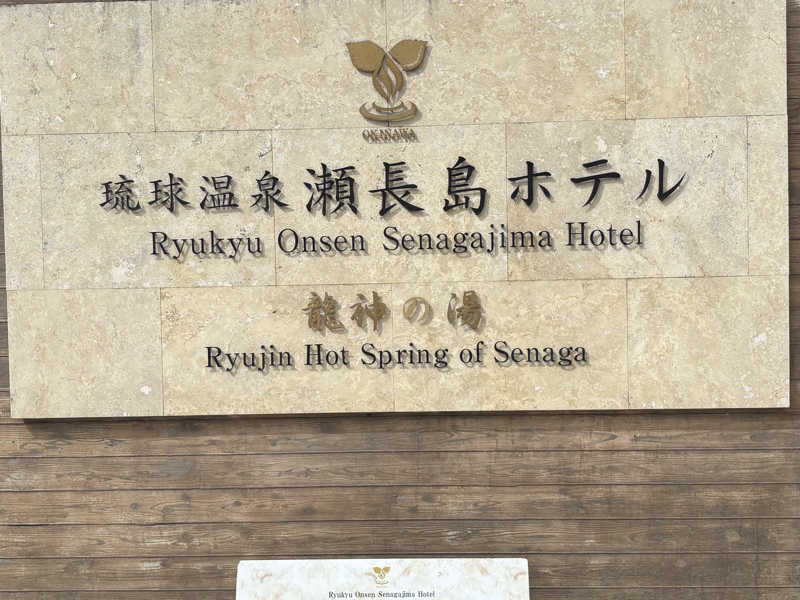 OKINAWA
琉球温泉瀬長島ホテル
Ryukyu Onsen Senagajima Hotel
龍神の湯
Ryujin Hot Spring of Senaga
Ryukyu Onsen Senagajima Hotel